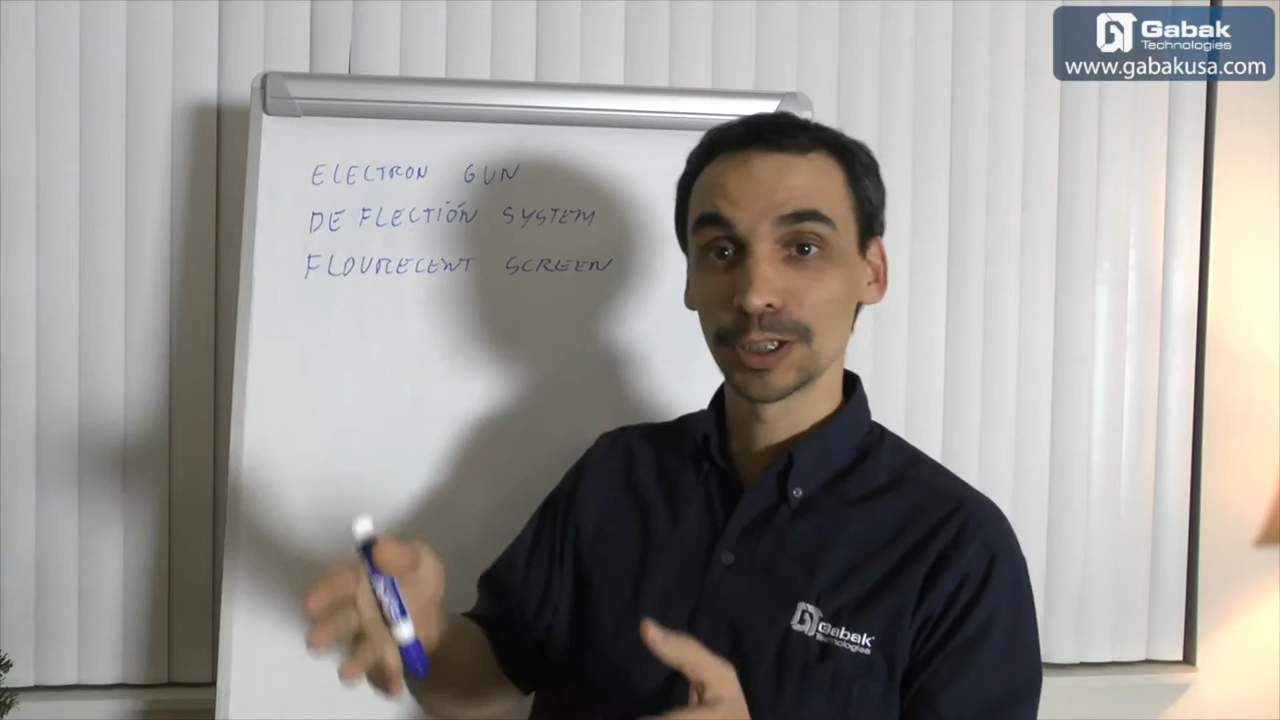 Gabak
Technologies
www.gabakusa.com
ELECTRON GUN
DEFLECTIÓN SYSTEM
FLOURECENT SCREEN
Gabak
Technologies